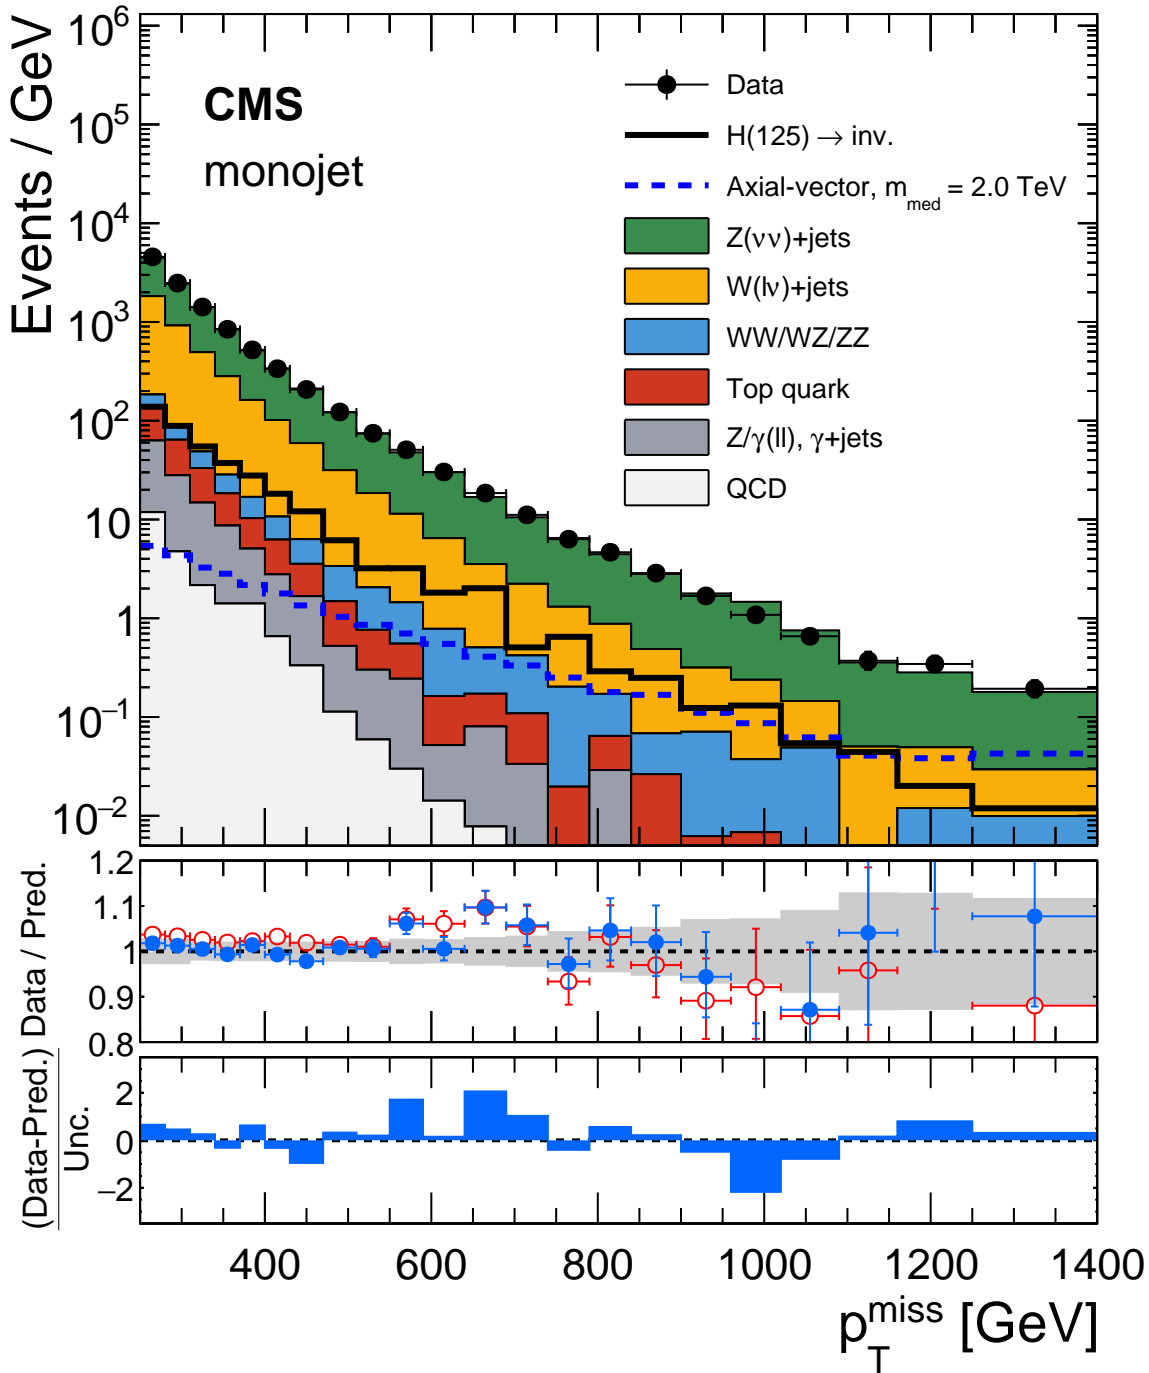 Events / GeV
10^6
10^5
10^4
10^3
10^2
10
1
10^−1
10^−2
CMS
monojet
Data
H(125) → inv.
Axial-vector, m_med = 2.0 TeV
Z(νν)+jets
W(lν)+jets
WW/WZ/ZZ
Top quark
Z/γ(ll), γ+jets
QCD
Data / Pred.
1.2
1.1
1
0.9
0.8
(Data-Pred.)
Unc.
2
0
−2
400 600 800 1000 1200 1400
p_T^miss [GeV]